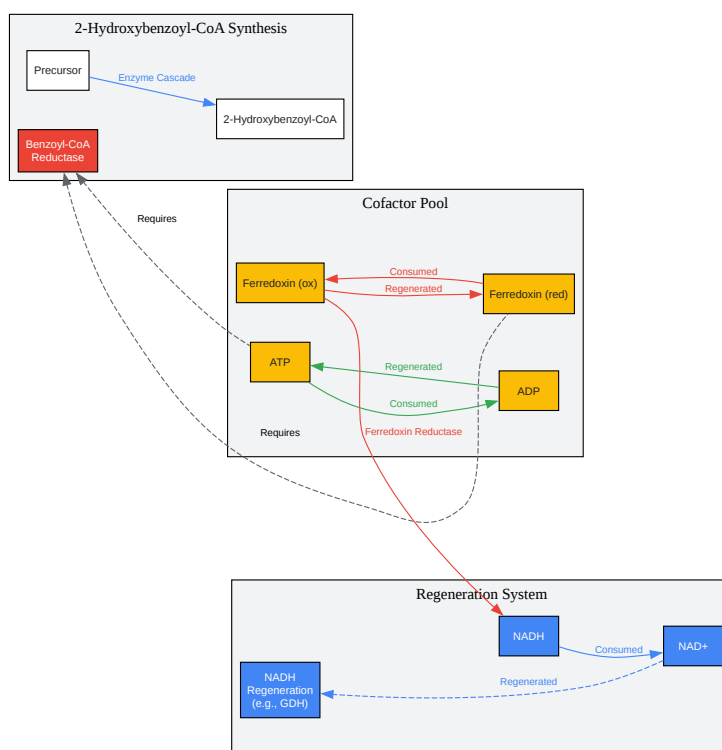 2-Hydroxybenzoyl-CoA Synthesis
Precursor
Enzyme Cascade
2-Hydroxybenzoyl-CoA
Benzoyl-CoA
Reductase
Requires
Cofactor Pool
Ferredoxin (ox)
Consumed
Regenerated
Ferredoxin (red)
ATP
Regenerated
Consumed
ADP
Requires
Ferredoxin Reductase
Regeneration System
NADH
Consumed
NAD+
NADH
Regeneration
(e.g., GDH)
Regenerated